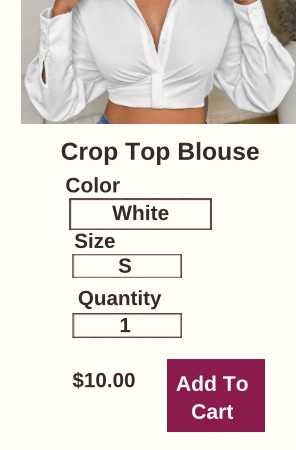 Crop Top Blouse
Color
White
Size
S
Quantity
1
$10.00
Add To
Cart